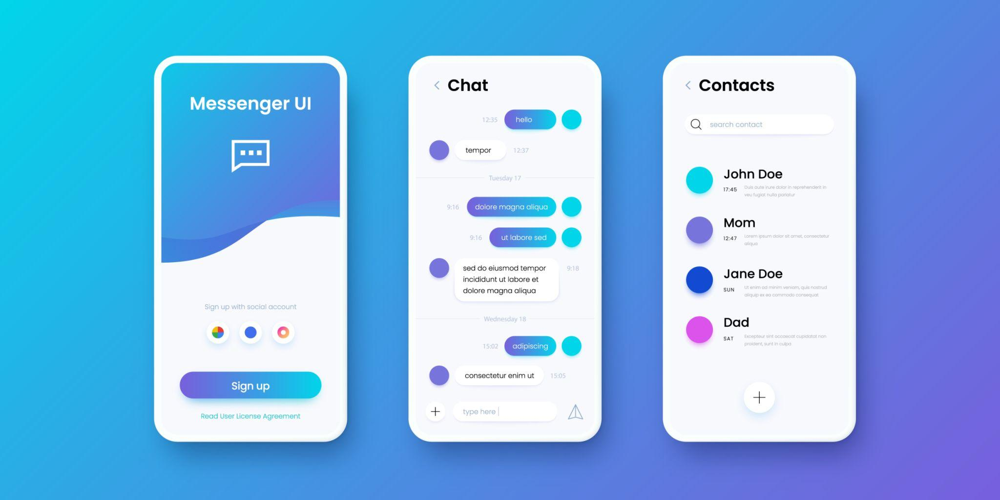 Messenger UI
Sign up with social account
Sign up
Read User License Agreement
Chat
12:35 hello
tempor 12:37
Tuesday 17
9:16 dolore magna aliqua
9:16 ut labore sed
sed do eiusmod tempor 9:18
incididunt ut labore et
dolore magna aliqua
Wednesday 18
15:02 adipiscing
consectetur enim ut 15:05
type here
Contacts
search contact
John Doe
17:45 Duis aute irure dolor in reprehenderit in
veu fugiat nulla pariatur
Mom
12:47 Lorem ipsum dolor sit amet, consectetur
aliqua
Jane Doe
SUN Ut enim ad minim veniam, quis nostrud
aliquip ex ea commodo consequat
Dad
SAT Excepteur sint occaecat cupidatat non
proident, sunt in culpa